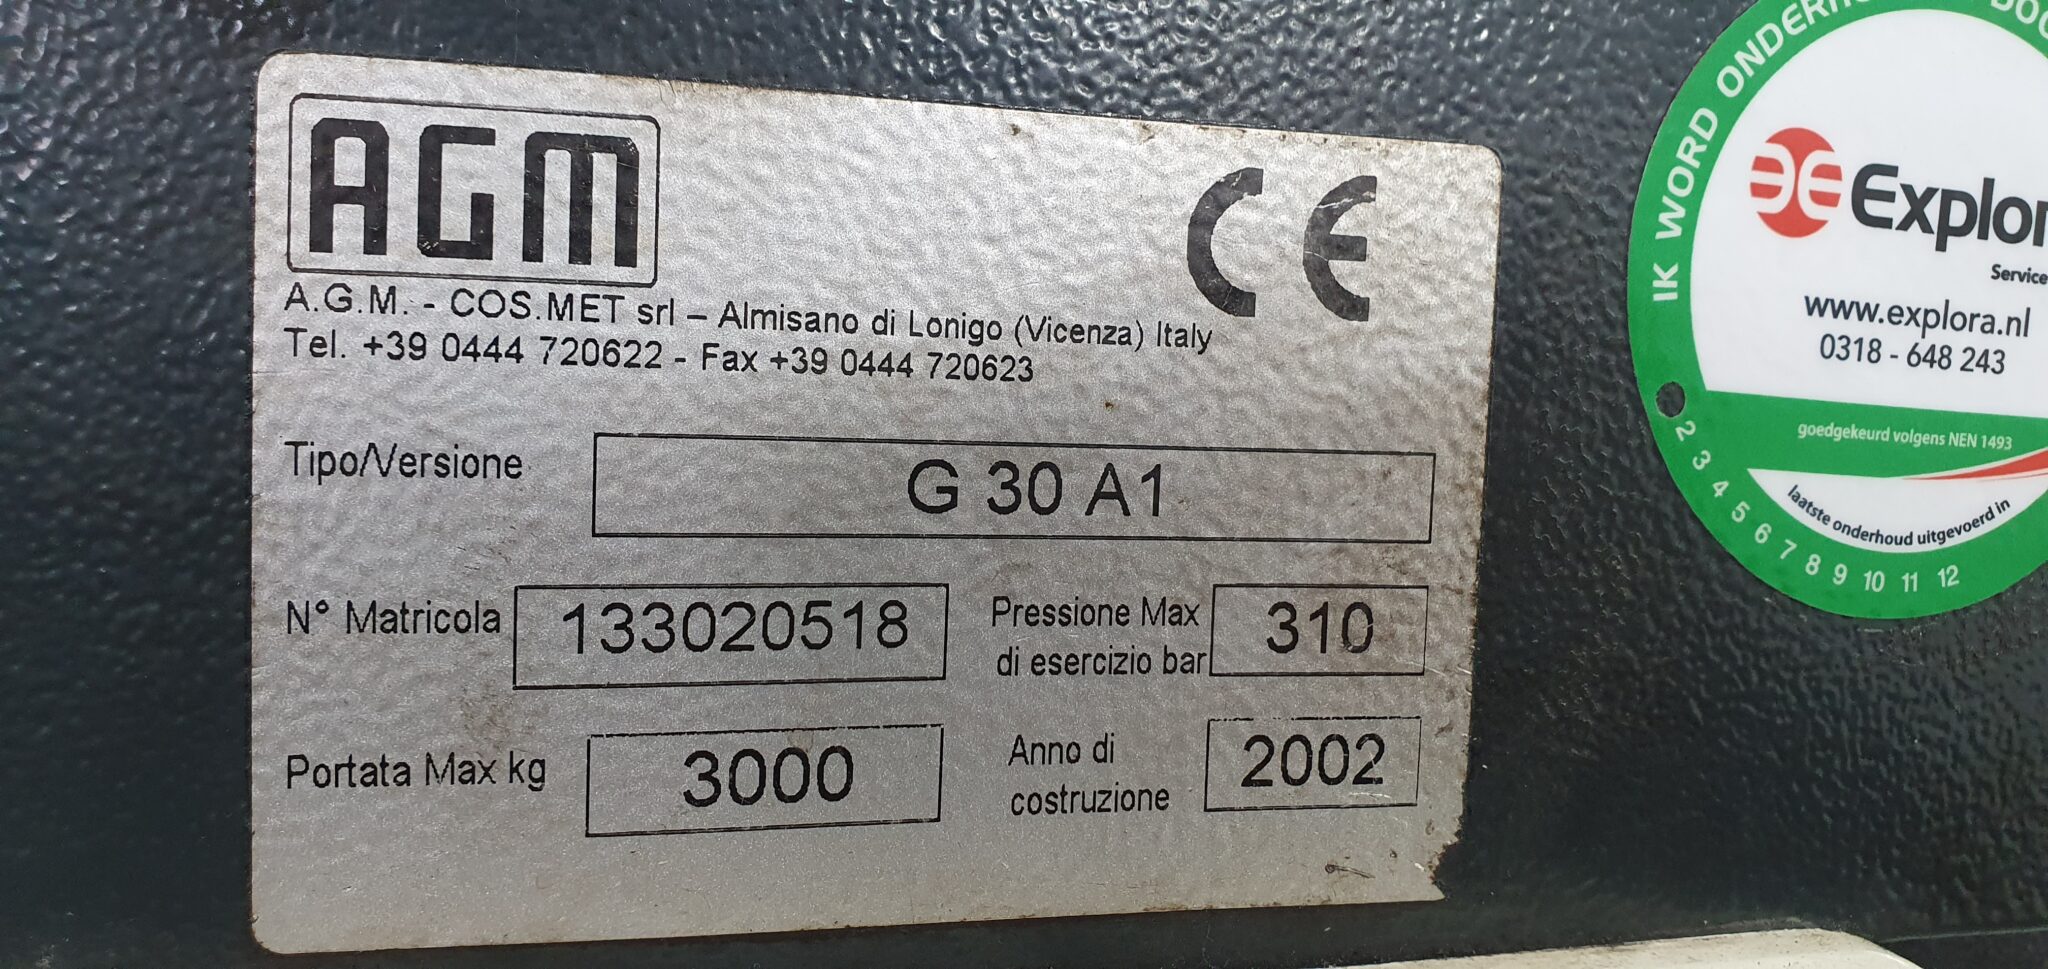 AGM
CE
A.G.M. - COS.MET srl – Almisano di Lonigo (Vicenza) Italy
Tel. +39 0444 720622 - Fax +39 0444 720623
Tipo/Versione
G 30 A1
N° Matricola
133020518
Pressione Max
di esercizio bar
310
Portata Max kg
3000
Anno di
costruzione
2002
IK WORD
Explor
Service
www.explora.nl
0318 - 648 243
goedgekeurd volgens NEN 1493
laatste onderhoud uitgevoerd in
2 3 4 5 6 7 8 9 10 11 12